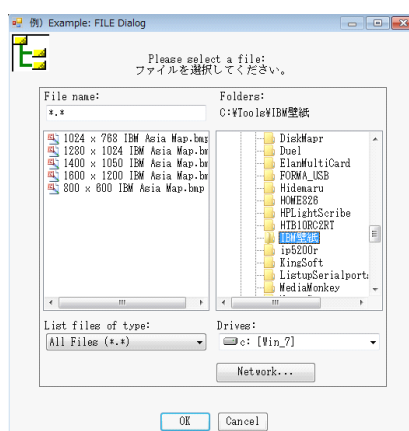 例) Example: FILE Dialog
Please select a file:
ファイルを選択してください。
File name:
*.*
1024 x 768 IBM Asia Map.bmp
1280 x 1024 IBM Asia Map.bm
1400 x 1050 IBM Asia Map.bm
1600 x 1200 IBM Asia Map.bm
800 x 600 IBM Asia Map.bmp
List files of type:
All Files (*.*)
Folders:
C:¥Tools¥IBM壁紙
DiskMapr
Duel
ElanMultiCard
FORMA_USB
Hidemaru
HOME826
HPLightScribe
HTB10RC2RT
IBM壁紙
ip5200r
KingSoft
ListupSerialport
MediaMonkey
Drives:
c: [Win_7]
Network...
OK
Cancel